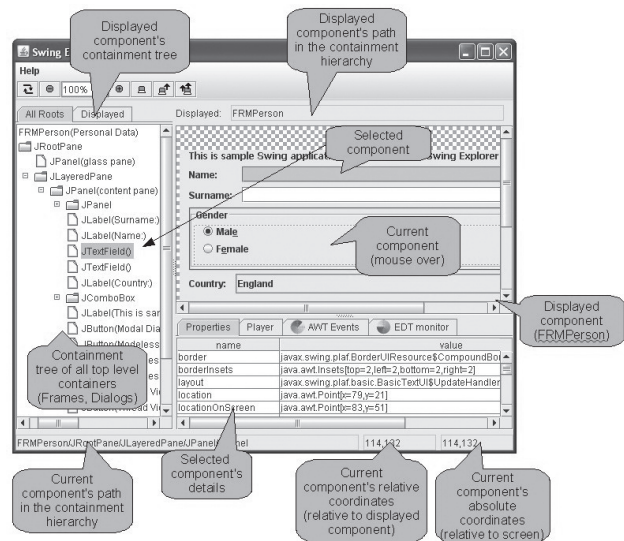 Displayed
component's
containment tree
Displayed
component's path
in the containment
hierarchy
Swing E
Help
100%
All Roots
Displayed
Displayed: FRMPerson
FRMPerson(Personal Data)
JRootPane
JPanel(glass pane)
JLayeredPane
JPanel(content pane)
JPanel
JLabel(Surname:)
JLabel(Name:)
JTextField()
JTextField()
JLabel(Country:)
JComboBox
JLabel(This is sar
JButton(Modal Dia
JButton(Modeless
Selected
component
This is sample Swing applicat
Swing Explorer
Name:
Surname:
Gender
Male
Female
Current
component
(mouse over)
Country: England
Displayed
component
(FRMPerson)
Properties
Player
AWT Events
EDT monitor
name value
border javax.swing.plaf.BorderUIResource$CompoundBor
borderInsets java.awt.Insets[top=2,left=2,bottom=2,right=2]
layout javax.swing.plaf.basic.BasicTextUI$UpdateHandler
location java.awt.Point[x=79,y=21]
locationOnScreen java.awt.Point[x=83,y=51]
Containment
tree of all top level
containers
(Frames, Dialogs)
FRMPerson/JRootPane/JLayeredPane/JPanel/
114,132
114,132
Current
component's path
in the containment
hierarchy
Selected
component's
details
Current
component's relative
coordinates
(relative to displayed
component)
Current
component's
absolute
coordinates
(relative to screen)